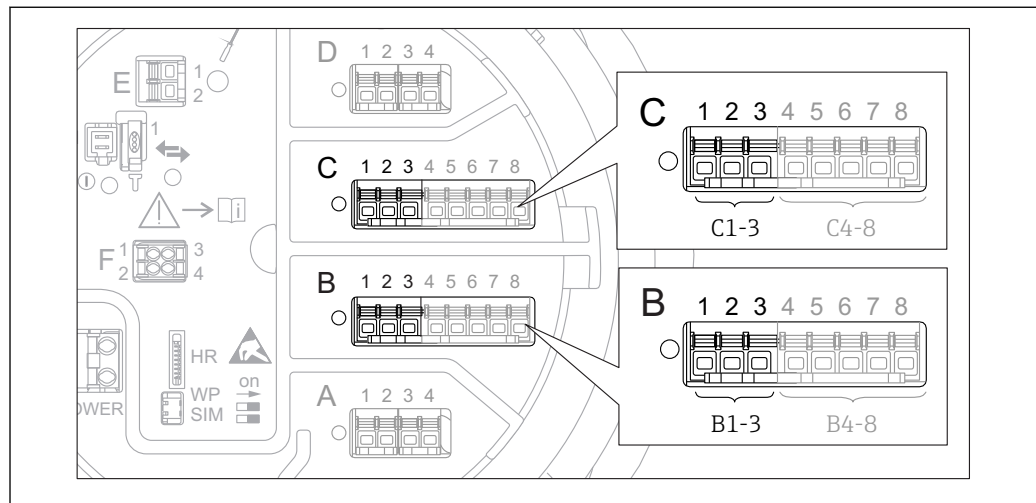 D 1 2 3 4
E 1
2
1
C 1 2 3 4 5 6 7 8
C 1 2 3 4 5 6 7 8
C1-3 C4-8
i
F 1 3
2 4
B 1 2 3 4 5 6 7 8
B 1 2 3 4 5 6 7 8
B1-3 B4-8
HR
WP on
SIM
OWER
A 1 2 3 4